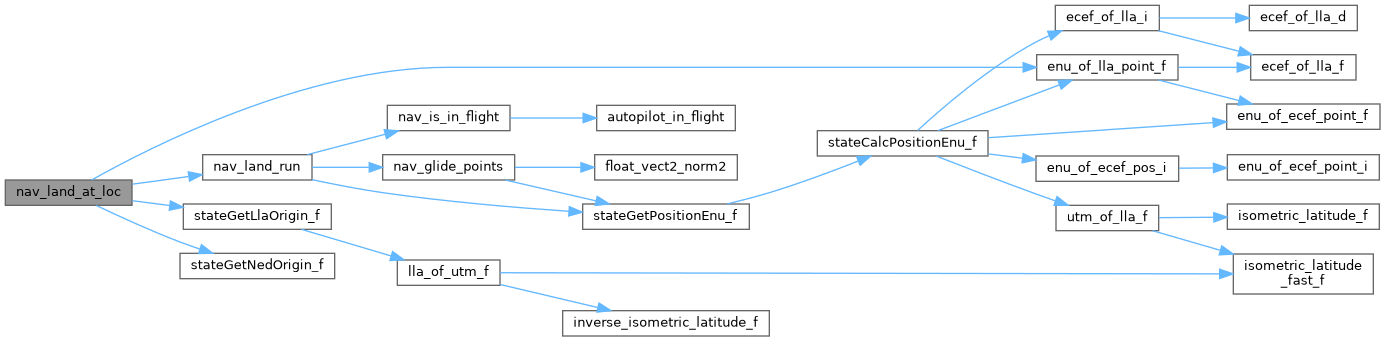 nav_land_at_loc
nav_land_run
stateGetLlaOrigin_f
stateGetNedOrigin_f
nav_is_in_flight
nav_glide_points
lla_of_utm_f
autopilot_in_flight
float_vect2_norm2
stateGetPositionEnu_f
inverse_isometric_latitude_f
stateCalcPositionEnu_f
ecef_of_lla_i
enu_of_lla_point_f
enu_of_ecef_pos_i
utm_of_lla_f
ecef_of_lla_d
ecef_of_lla_f
enu_of_ecef_point_f
enu_of_ecef_point_i
isometric_latitude_f
isometric_latitude
_fast_f